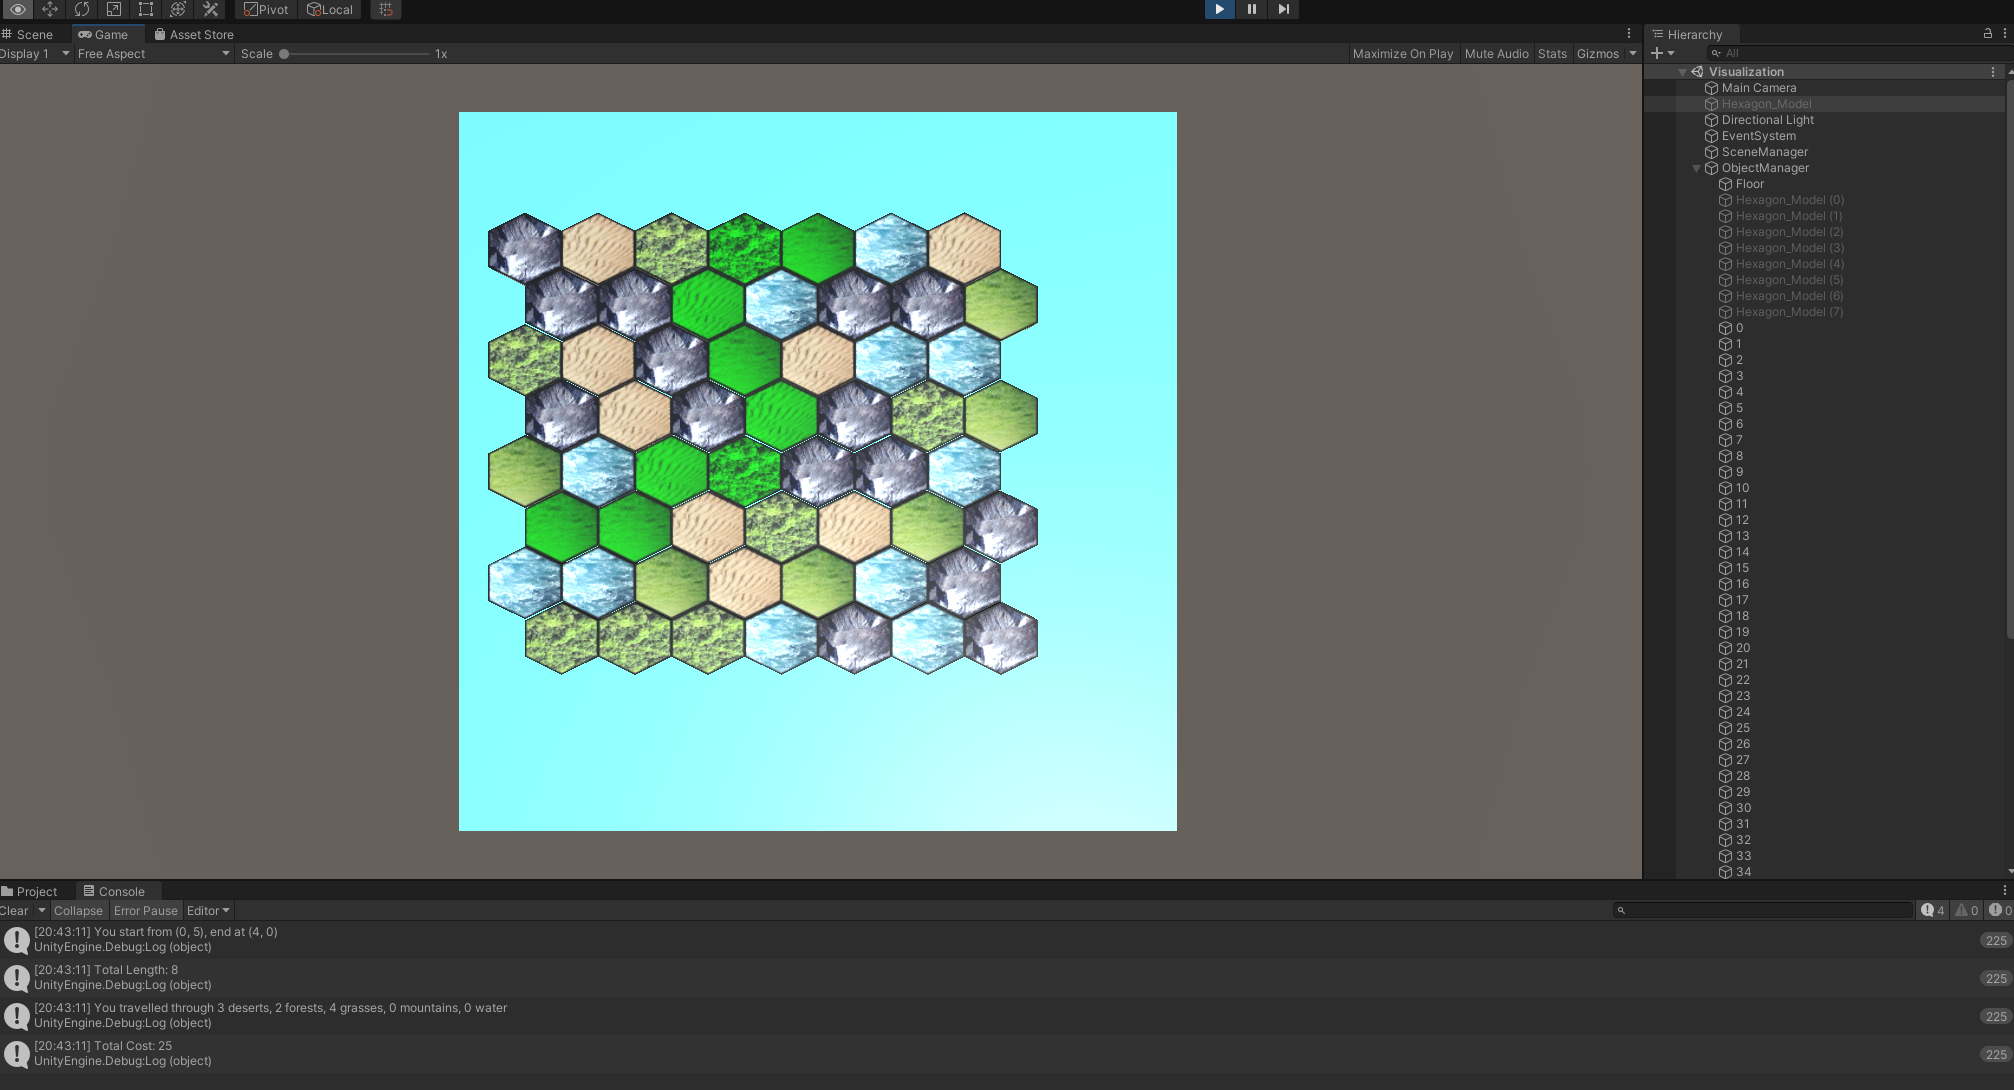 Pivot Local
Scene Game Asset Store
Display 1 Free Aspect Scale 1x Maximize On Play Mute Audio Stats Gizmos
Hierarchy
All
Visualization
Main Camera
Hexagon_Model
Directional Light
EventSystem
SceneManager
ObjectManager
Floor
Hexagon_Model (0)
Hexagon_Model (1)
Hexagon_Model (2)
Hexagon_Model (3)
Hexagon_Model (4)
Hexagon_Model (5)
Hexagon_Model (6)
Hexagon_Model (7)
0
1
2
3
4
5
6
7
8
9
10
11
12
13
14
15
16
17
18
19
20
21
22
23
24
25
26
27
28
29
30
31
32
33
34
Project Console
Clear Collapse Error Pause Editor 4 0 0
[20:43:11] You start from (0, 5), end at (4, 0)
UnityEngine.Debug:Log (object) 225
[20:43:11] Total Length: 8
UnityEngine.Debug:Log (object) 225
[20:43:11] You travelled through 3 deserts, 2 forests, 4 grasses, 0 mountains, 0 water
UnityEngine.Debug:Log (object) 225
[20:43:11] Total Cost: 25
UnityEngine.Debug:Log (object) 225